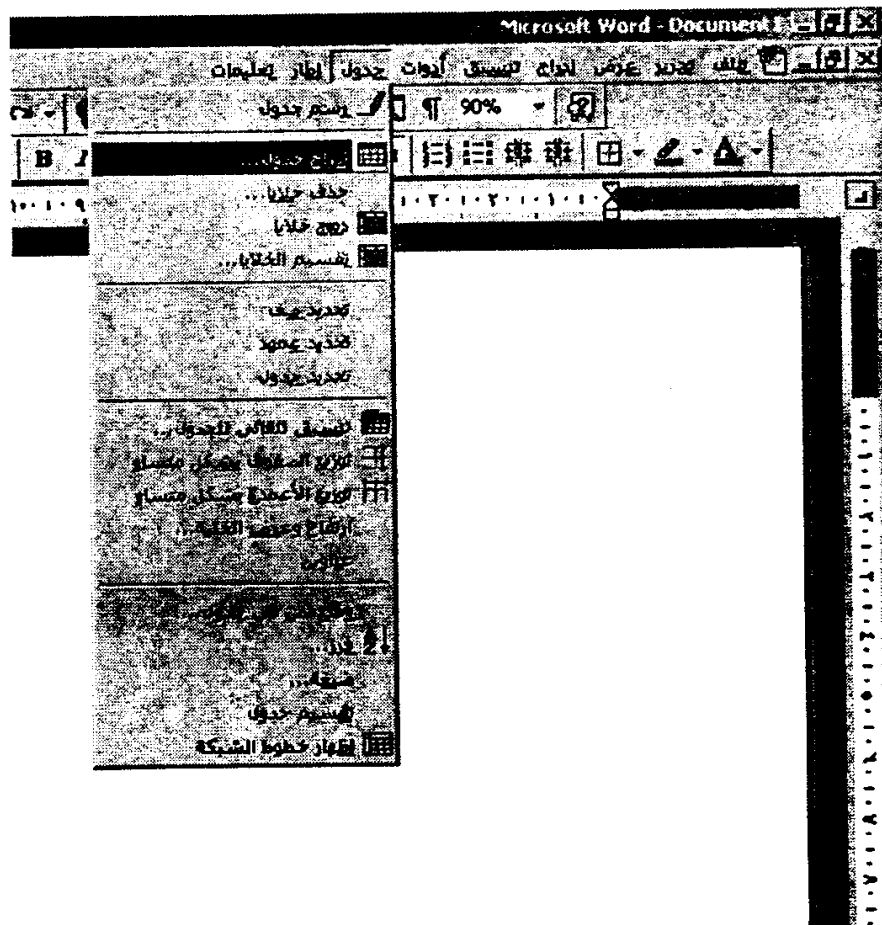 Microsoft Word - Document
ملف تحرير عرض إدراج تنسيق أدوات جدول إطار تعليمات
90%
B
رسم جدول
إدراج جدول...
حذف خلايا...
دمج خلايا
تقسيم الخلايا...
تحديد صف
تحديد عمود
تحديد جدول
تنسيق تلقائي للجدول...
توزيع الصفوف بشكل متساو
توزيع الأعمدة بشكل متساو
ارتفاع وعرض الخلية...
عناوين
فرز...
صيغة...
تقسيم جدول
إظهار خطوط الشبكة